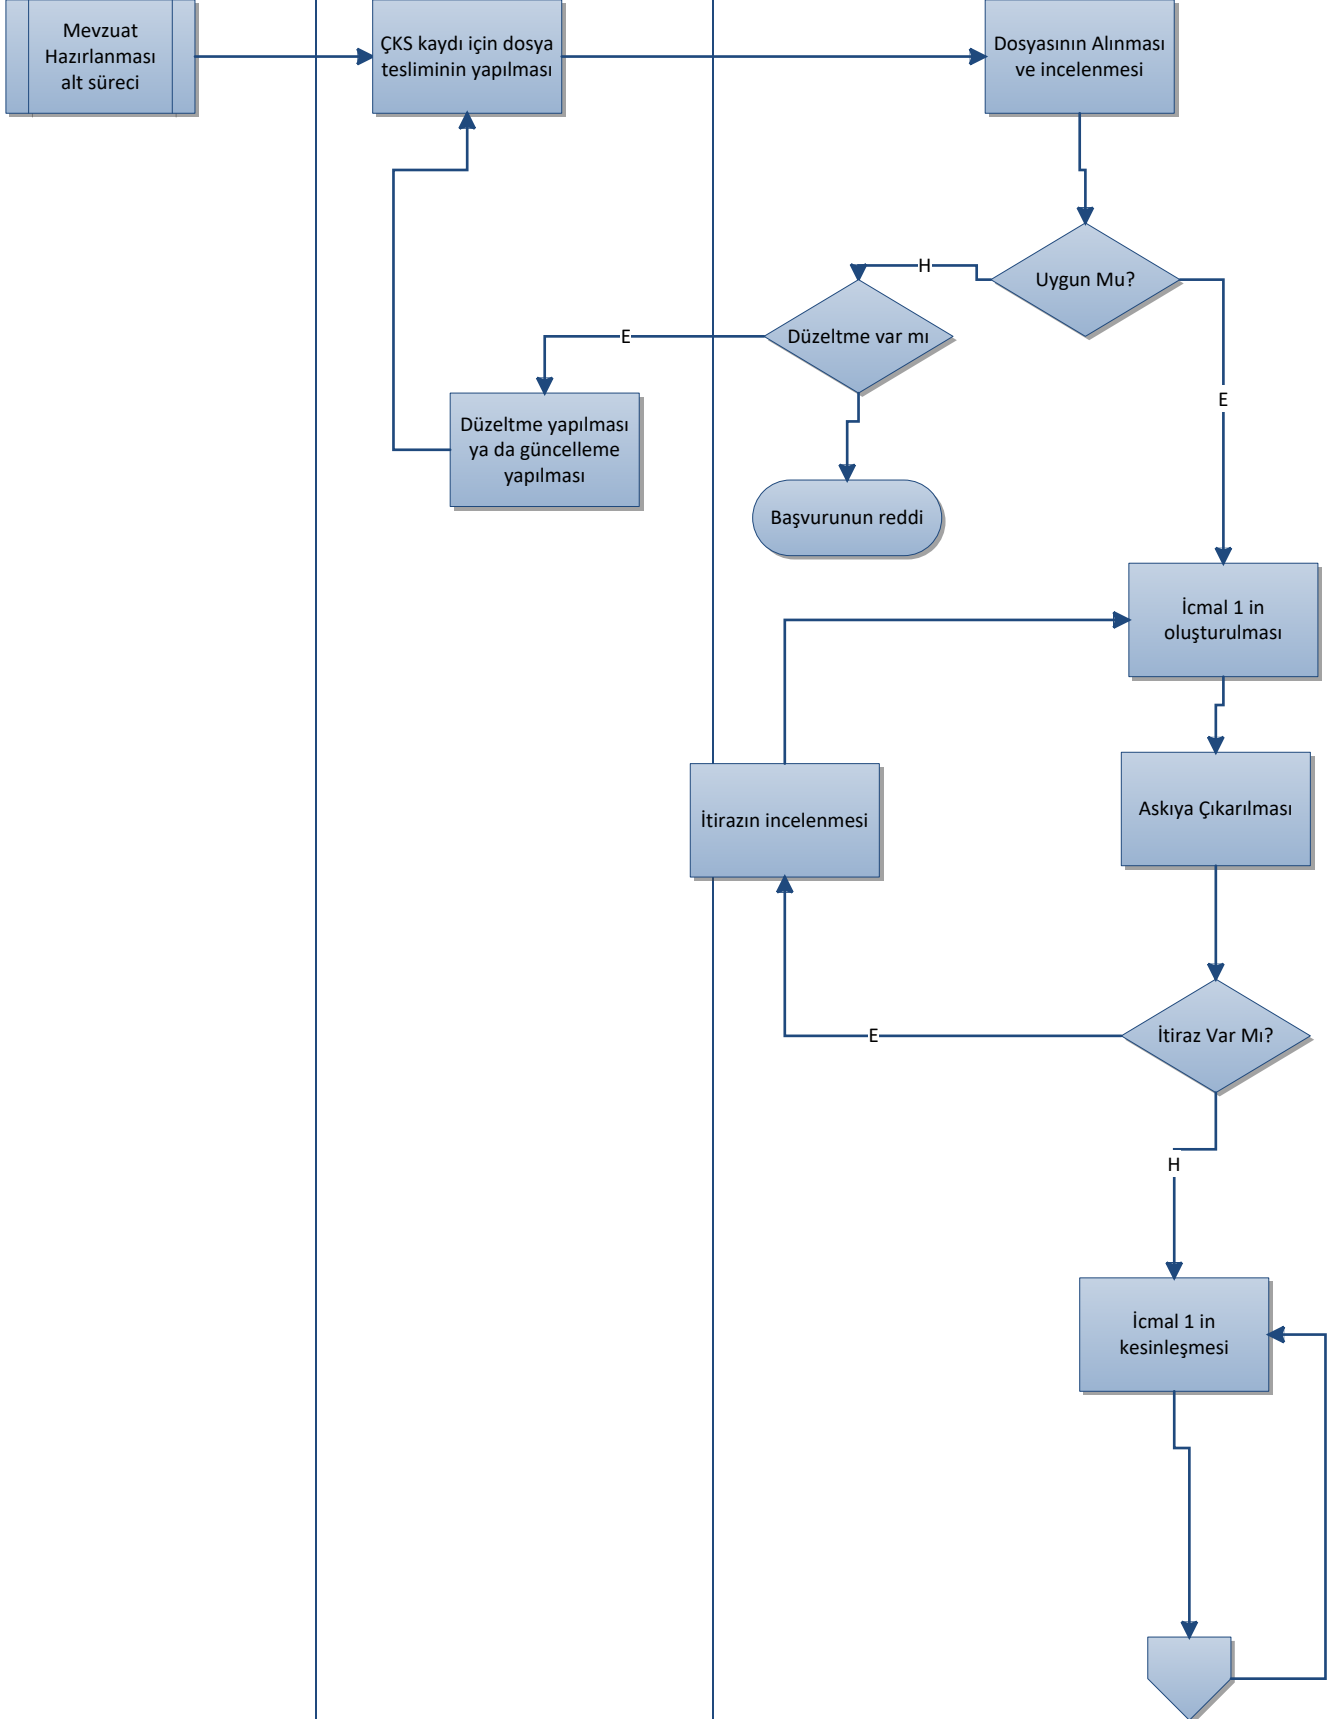 Mevzuat
Hazırlanması
alt süreci
ÇKS kaydı için dosya
tesliminin yapılması
Dosyasının Alınması
ve incelenmesi
Uygun Mu?
H
Düzeltme var mı
E
E
Düzeltme yapılması
ya da güncelleme
yapılması
Başvurunun reddi
İcmal 1 in
oluşturulması
Askıya Çıkarılması
İtirazın incelenmesi
İtiraz Var Mı?
E
H
İcmal 1 in
kesinleşmesi